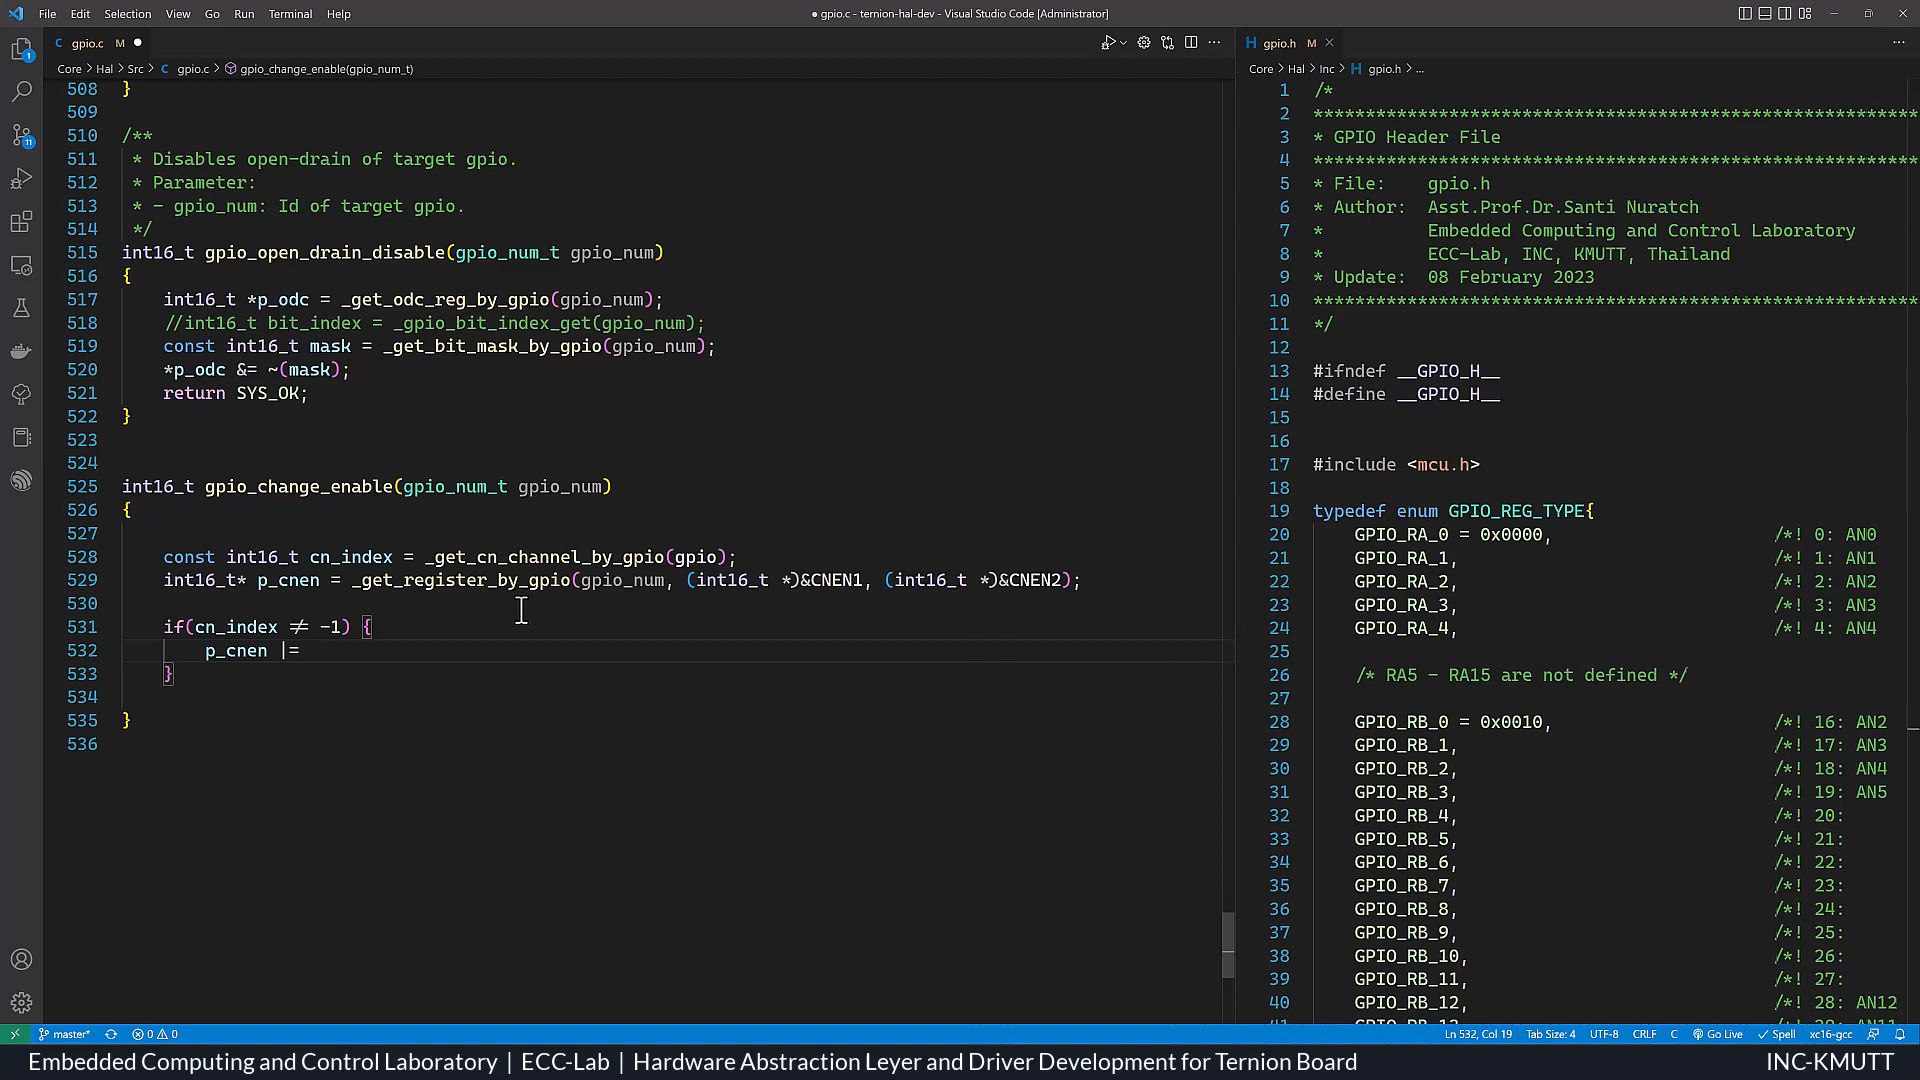 File Edit Selection View Go Run Terminal Help
● gpio.c - ternion-hal-dev - Visual Studio Code [Administrator]
C gpio.c M ●
Core > Hal > Src > C gpio.c > gpio_change_enable(gpio_num_t)
508 }
509
510 /**
511 * Disables open-drain of target gpio.
512 * Parameter:
513 * - gpio_num: Id of target gpio.
514 */
515 int16_t gpio_open_drain_disable(gpio_num_t gpio_num)
516 {
517 int16_t *p_odc = _get_odc_reg_by_gpio(gpio_num);
518 //int16_t bit_index = _gpio_bit_index_get(gpio_num);
519 const int16_t mask = _get_bit_mask_by_gpio(gpio_num);
520 *p_odc &= ~(mask);
521 return SYS_OK;
522 }
523
524
525 int16_t gpio_change_enable(gpio_num_t gpio_num)
526 {
527
528 const int16_t cn_index = _get_cn_channel_by_gpio(gpio);
529 int16_t* p_cnen = _get_register_by_gpio(gpio_num, (int16_t *)&CNEN1, (int16_t *)&CNEN2);
530
531 if(cn_index ≠ -1) {
532 p_cnen |=
533 }
534
535 }
536
H gpio.h M ×
Core > Hal > Inc > H gpio.h > ...
1 /*
2 **********************************************************
3 * GPIO Header File
4 **********************************************************
5 * File: gpio.h
6 * Author: Asst.Prof.Dr.Santi Nuratch
7 * Embedded Computing and Control Laboratory
8 * ECC-Lab, INC, KMUTT, Thailand
9 * Update: 08 February 2023
10 **********************************************************
11 */
12
13 #ifndef __GPIO_H__
14 #define __GPIO_H__
15
16
17 #include <mcu.h>
18
19 typedef enum GPIO_REG_TYPE{
20 GPIO_RA_0 = 0x0000, /*! 0: AN0
21 GPIO_RA_1, /*! 1: AN1
22 GPIO_RA_2, /*! 2: AN2
23 GPIO_RA_3, /*! 3: AN3
24 GPIO_RA_4, /*! 4: AN4
25
26 /* RA5 - RA15 are not defined */
27
28 GPIO_RB_0 = 0x0010, /*! 16: AN2
29 GPIO_RB_1, /*! 17: AN3
30 GPIO_RB_2, /*! 18: AN4
31 GPIO_RB_3, /*! 19: AN5
32 GPIO_RB_4, /*! 20:
33 GPIO_RB_5, /*! 21:
34 GPIO_RB_6, /*! 22:
35 GPIO_RB_7, /*! 23:
36 GPIO_RB_8, /*! 24:
37 GPIO_RB_9, /*! 25:
38 GPIO_RB_10, /*! 26:
39 GPIO_RB_11, /*! 27:
40 GPIO_RB_12, /*! 28: AN12
1 11
master* 0 0 Ln 532, Col 19 Tab Size: 4 UTF-8 CRLF C Go Live Spell xc16-gcc
Embedded Computing and Control Laboratory | ECC-Lab | Hardware Abstraction Leyer and Driver Development for Ternion Board INC-KMUTT